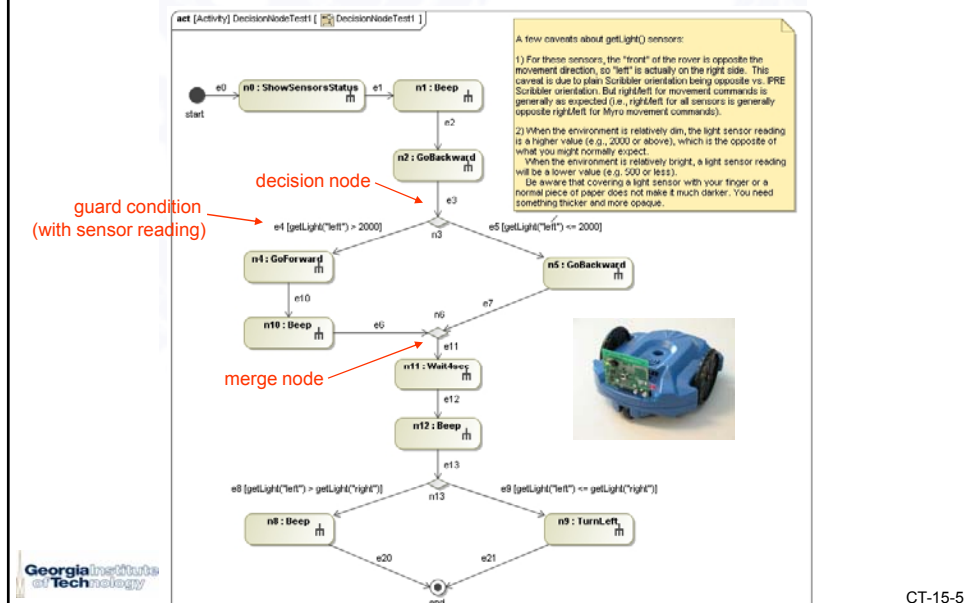 act [Activity] DecisionNodeTest1 [ DecisionNodeTest1 ]
A few caveats about getLight() sensors:
1) For these sensors, the "front" of the rover is opposite the
movement direction, so "left" is actually on the right side. This
caveat is due to plain Scribbler orientation being opposite vs. IPRE
Scribbler orientation. But right/left for movement commands is
generally as expected (i.e., right/left for all sensors is generally
opposite right/left for Myro movement commands).
2) When the environment is relatively dim, the light sensor reading
is a higher value (e.g., 2000 or above), which is the opposite of
what you might normally expect.
When the environment is relatively bright, a light sensor reading
will be a lower value (e.g. 500 or less).
Be aware that covering a light sensor with your finger or a
normal piece of paper does not make it much darker. You need
something thicker and more opaque.
start
e0
n0 : ShowSensorsStatus
e1
n1 : Beep
e2
n2 : GoBackward
decision node
e3
guard condition
(with sensor reading)
e4 [getLight("left") > 2000]
n3
e5 [getLight("left") <= 2000]
n4 : GoForward
n5 : GoBackward
e10
e7
n10 : Beep
e6
n6
e11
merge node
n11 : Wait4sec
e12
n12 : Beep
e13
e8 [getLight("left") > getLight("right")]
n13
e9 [getLight("left") <= getLight("right")]
n8 : Beep
n9 : TurnLeft
e20
e21
end
Georgia Institute
of Technology
CT-15-5